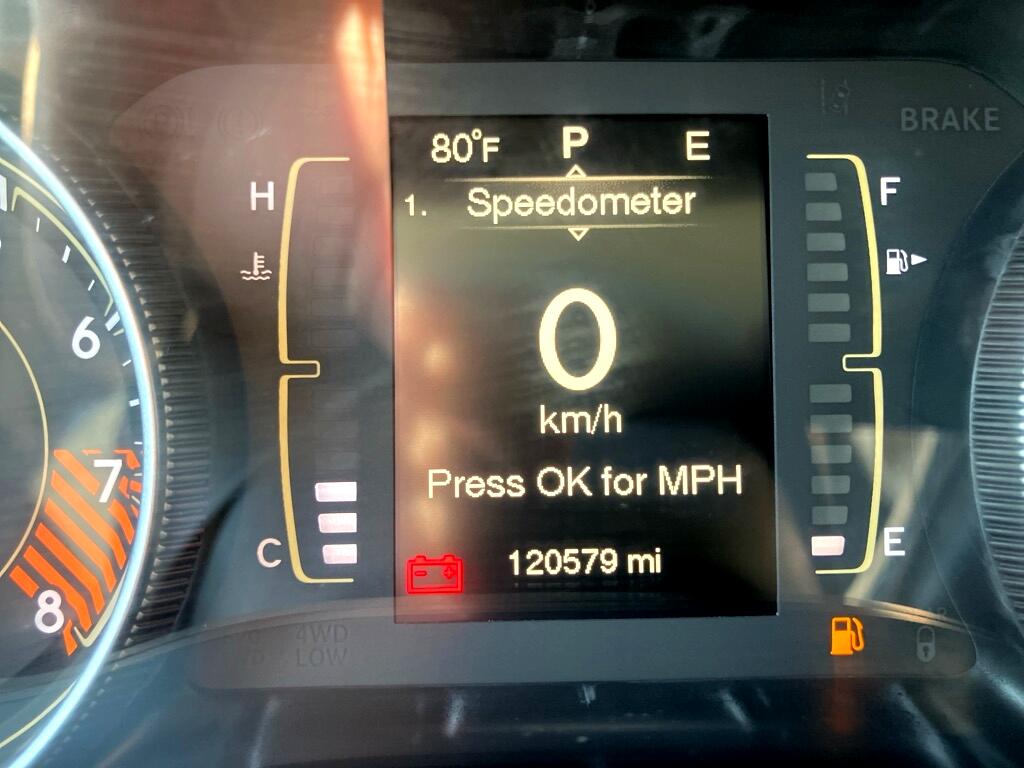 80°F P E
BRAKE
H
1. Speedometer
F
6
0
km/h
7
Press OK for MPH
C
120579 mi
E
8
4WD
LOW